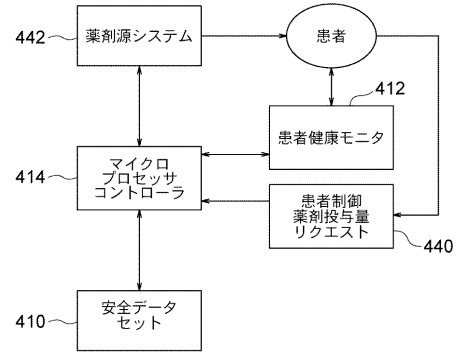 442
薬剤源システム
患者
412
患者健康モニタ
414
マイクロ
プロセッサ
コントローラ
患者制御
薬剤投与量
リクエスト
440
410
安全データ
セット